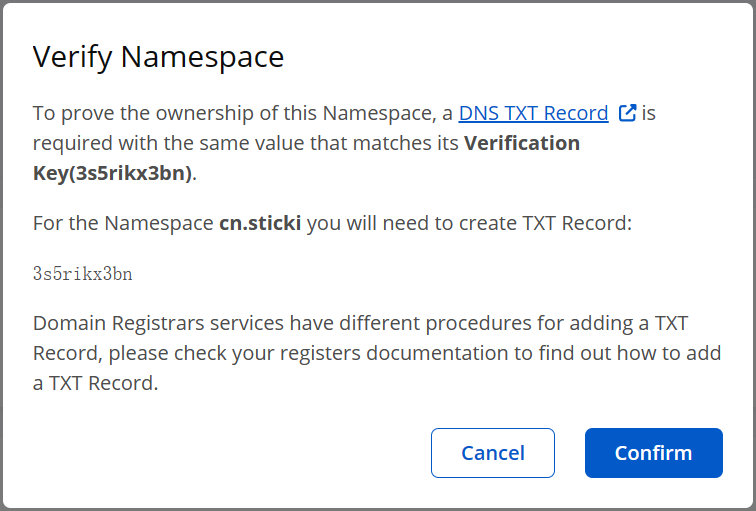 Verify Namespace
To prove the ownership of this Namespace, a DNS TXT Record is
required with the same value that matches its Verification
Key(3s5rikx3bn).
For the Namespace cn.sticki you will need to create TXT Record:
3s5rikx3bn
Domain Registrars services have different procedures for adding a TXT
Record, please check your registers documentation to find out how to add
a TXT Record.
Cancel
Confirm